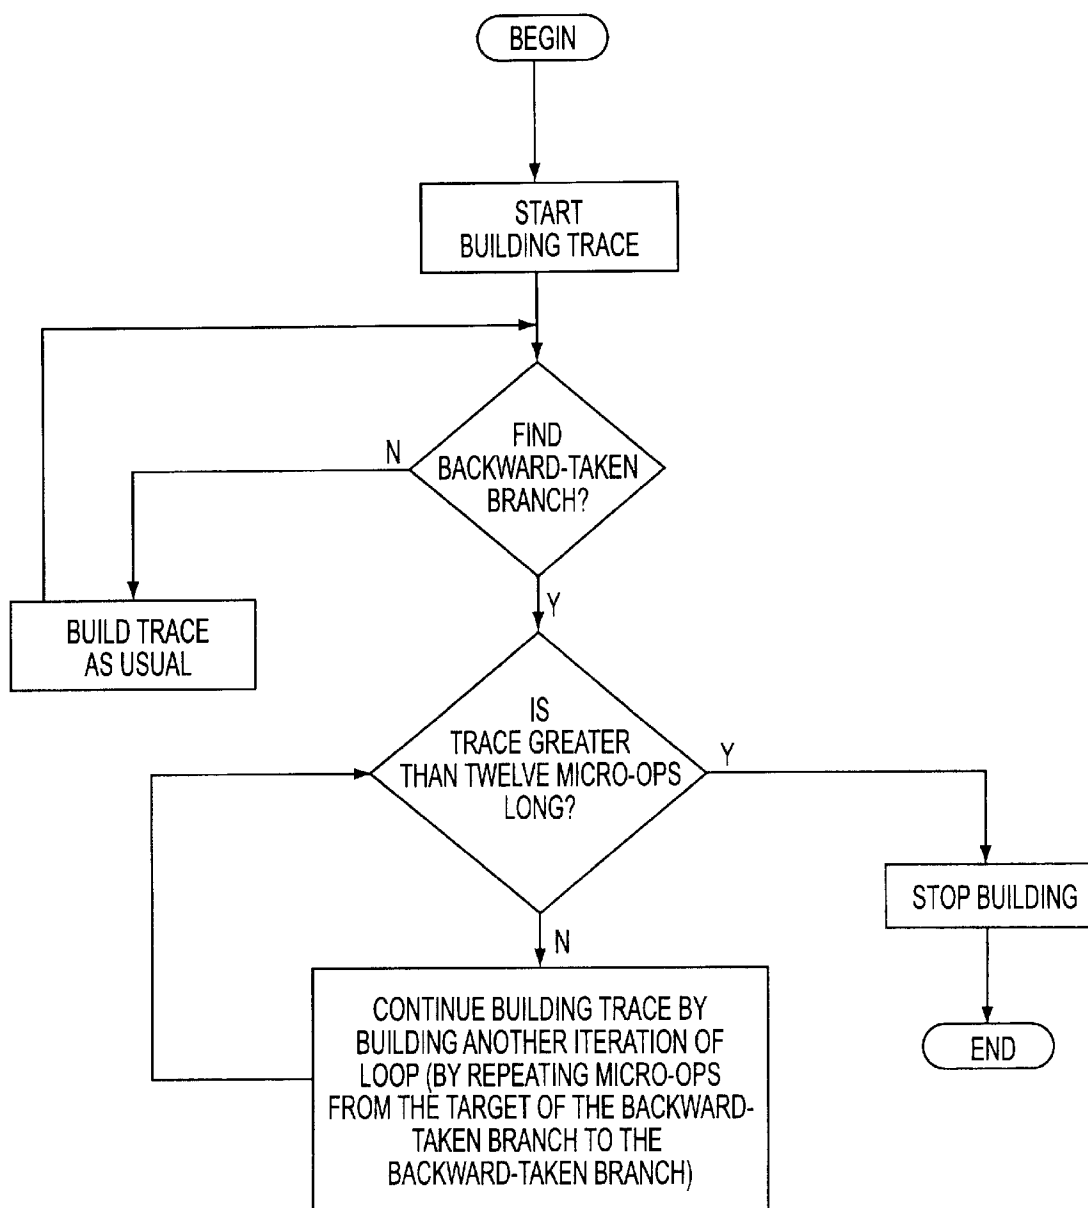 BEGIN
START
BUILDING TRACE
FIND
BACKWARD-TAKEN
BRANCH?
N
Y
BUILD TRACE
AS USUAL
IS
TRACE GREATER
THAN TWELVE MICRO-OPS
LONG?
Y
N
STOP BUILDING
END
CONTINUE BUILDING TRACE BY
BUILDING ANOTHER ITERATION OF
LOOP (BY REPEATING MICRO-OPS
FROM THE TARGET OF THE BACKWARD-
TAKEN BRANCH TO THE
BACKWARD-TAKEN BRANCH)